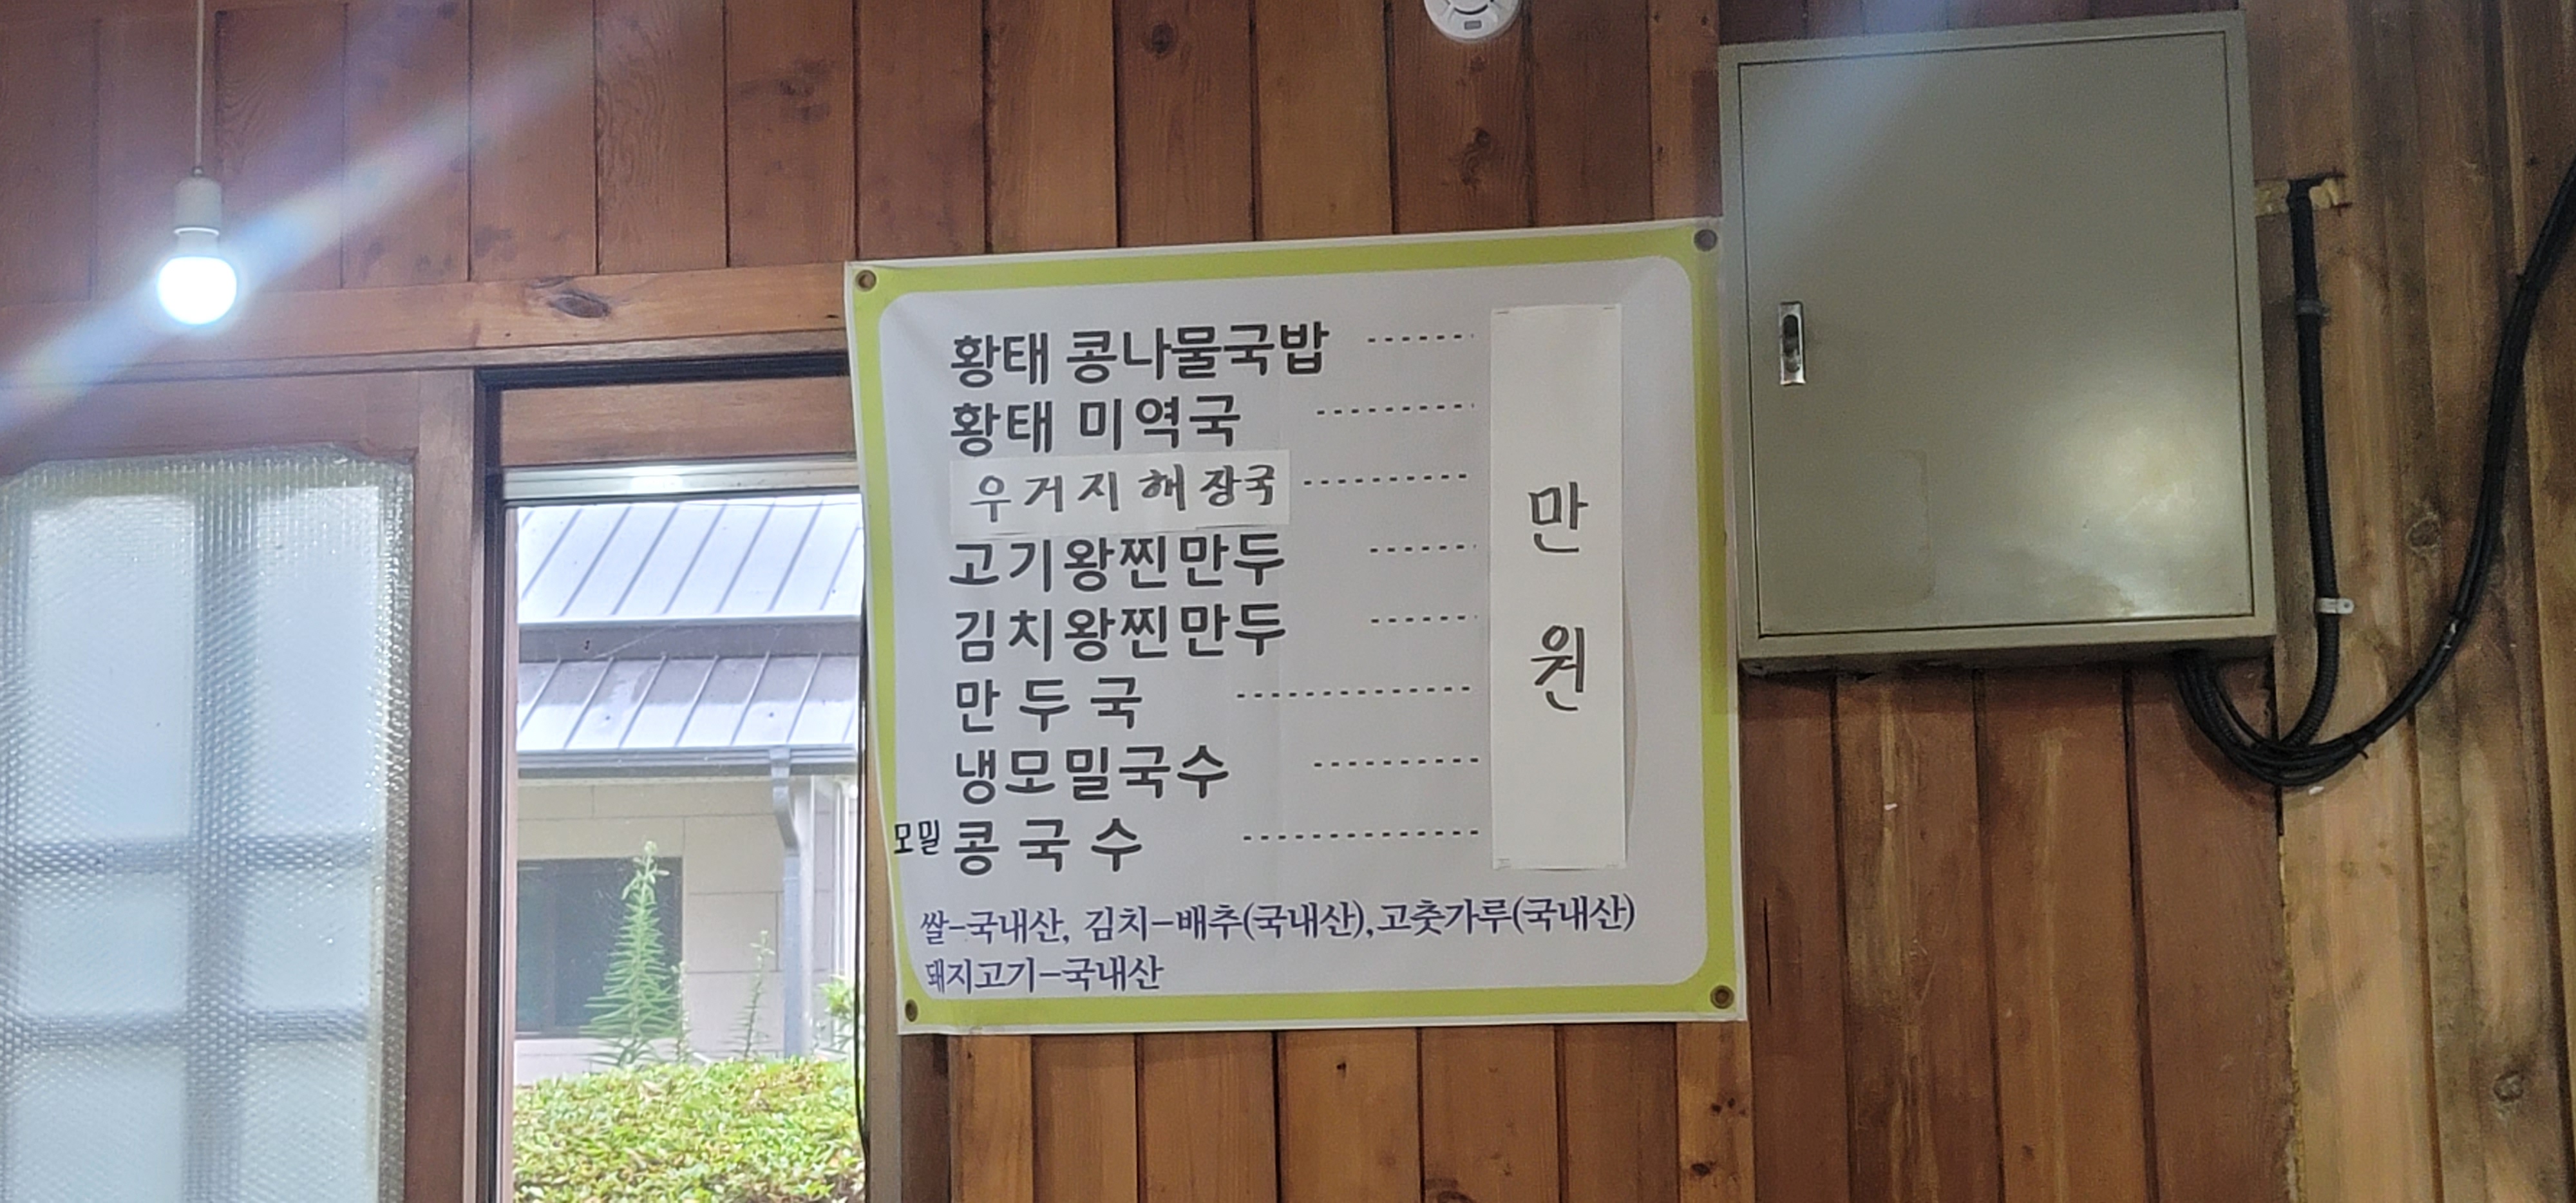 황태 콩나물국밥 ------
황태 미역국 ---------
우거지해장국 ----------
고기왕찐만두 ------
김치왕찐만두 ------
만두국 -------------
냉모밀국수 ---------
모밀 콩국수 -------------
만원
쌀-국내산, 김치-배추(국내산),고춧가루(국내산)
돼지고기-국내산